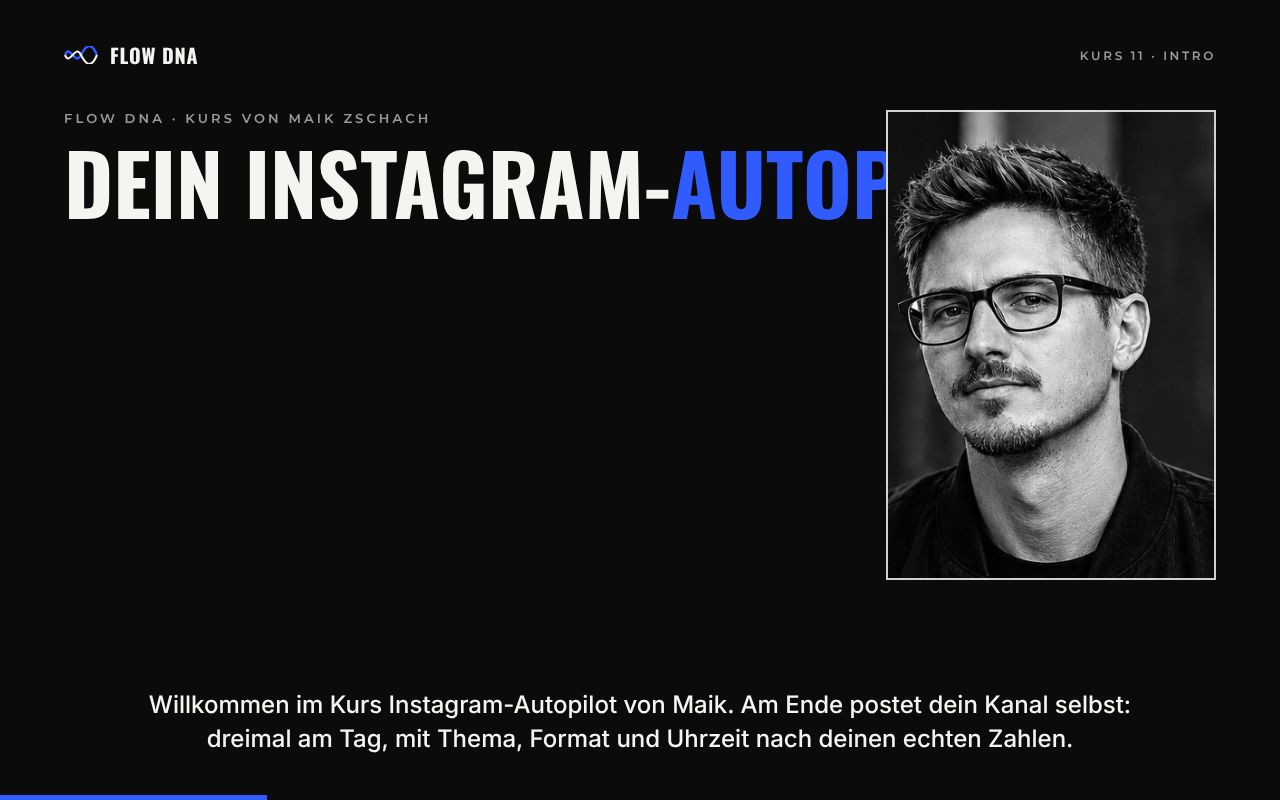 FLOW DNA
KURS 11 · INTRO
FLOW DNA · KURS VON MAIK ZSCHACH
DEIN INSTAGRAM-AUTOP
Willkommen im Kurs Instagram-Autopilot von Maik. Am Ende postet dein Kanal selbst:
dreimal am Tag, mit Thema, Format und Uhrzeit nach deinen echten Zahlen.